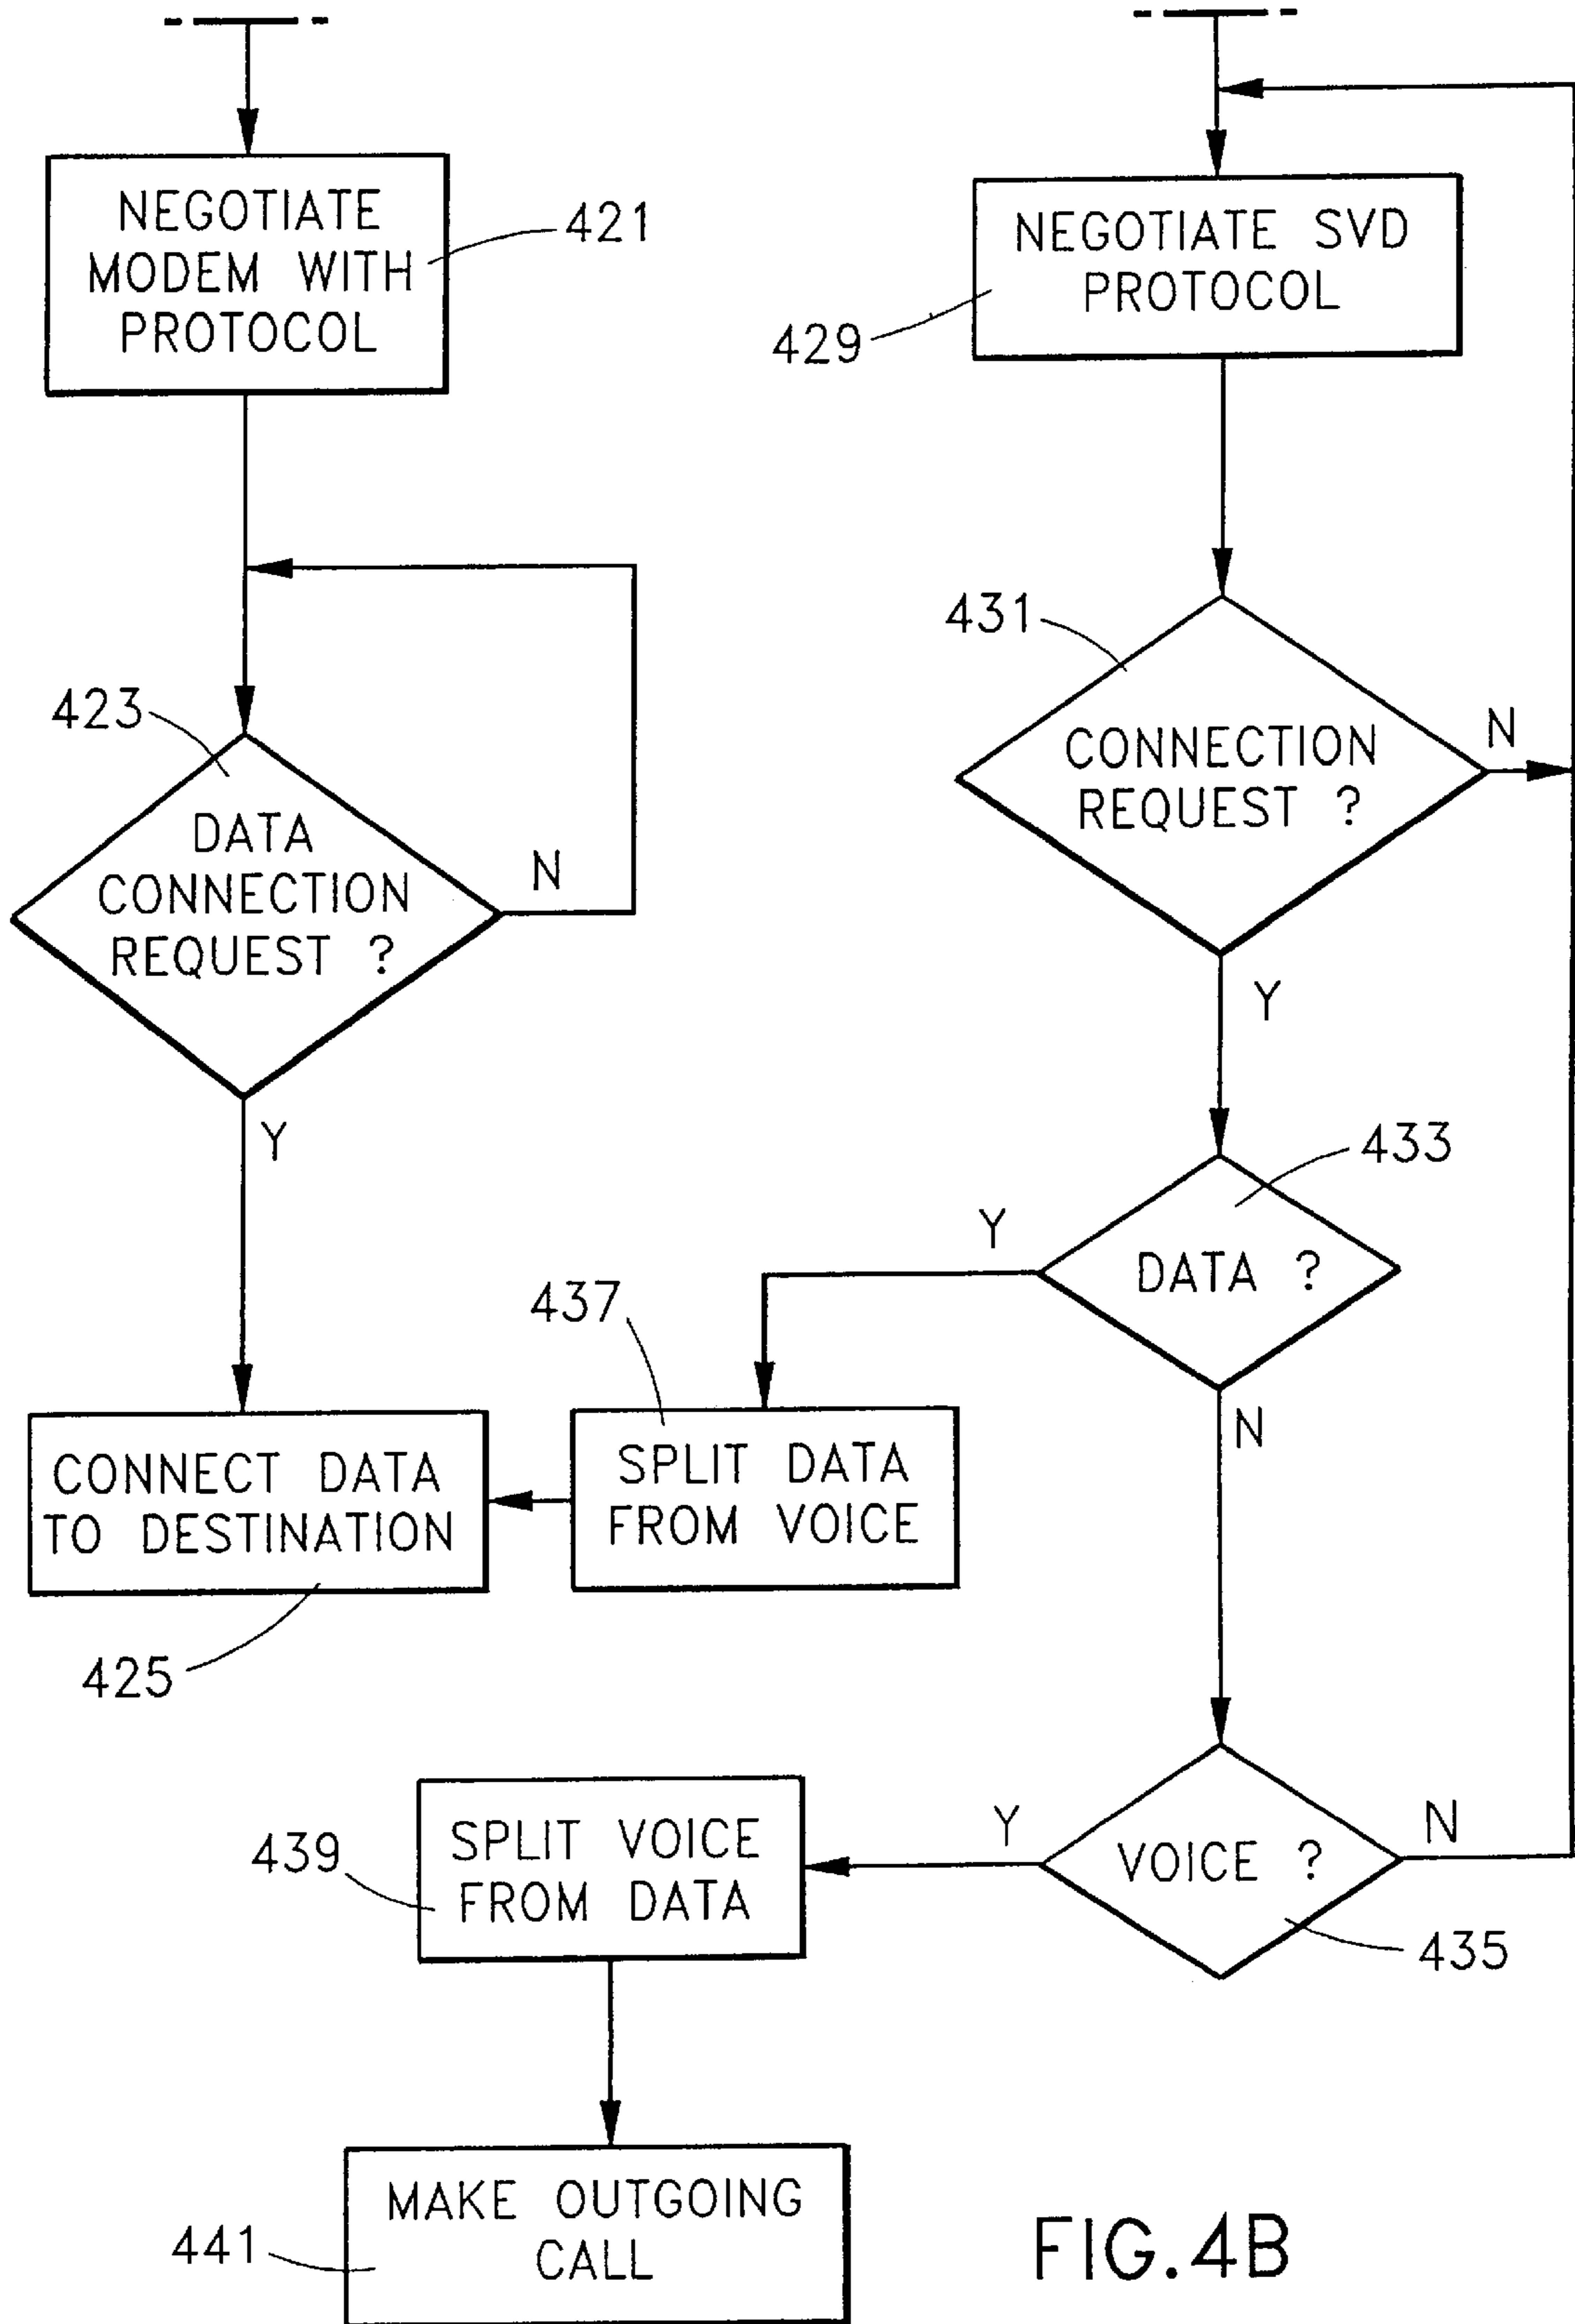 NEGOTIATE
MODEM WITH
PROTOCOL
421
NEGOTIATE SVD
PROTOCOL
429
431
CONNECTION
REQUEST ?
N
Y
423
DATA
CONNECTION
REQUEST ?
N
Y
433
DATA ?
Y
N
437
SPLIT DATA
FROM VOICE
CONNECT DATA
TO DESTINATION
425
VOICE ?
Y
N
435
439
SPLIT VOICE
FROM DATA
441
MAKE OUTGOING
CALL
FIG.4B